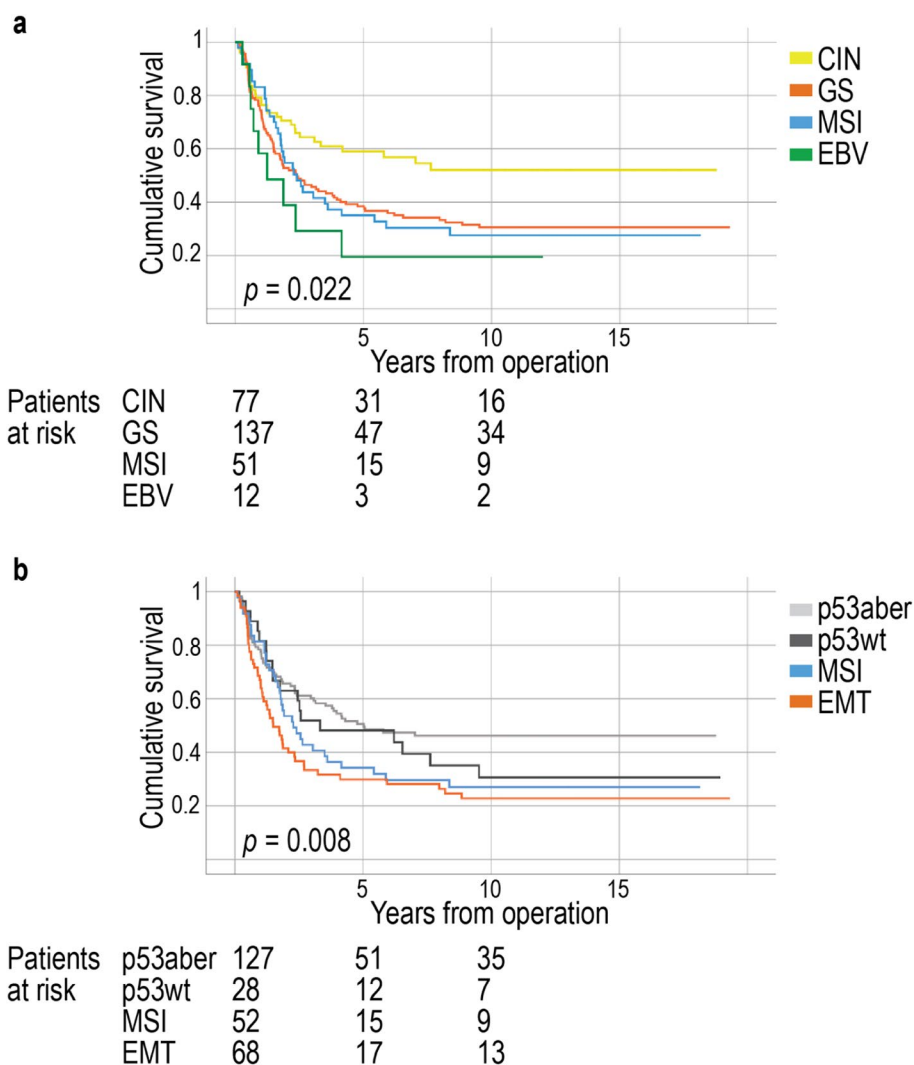 a
1
0.8
0.6
0.4
0.2
Cumulative survival
p = 0.022
5 10 15
Years from operation
CIN
GS
MSI
EBV
Patients CIN 77 31 16
at risk GS 137 47 34
MSI 51 15 9
EBV 12 3 2
b
1
0.8
0.6
0.4
0.2
Cumulative survival
p = 0.008
5 10 15
Years from operation
p53aber
p53wt
MSI
EMT
Patients p53aber 127 51 35
at risk p53wt 28 12 7
MSI 52 15 9
EMT 68 17 13